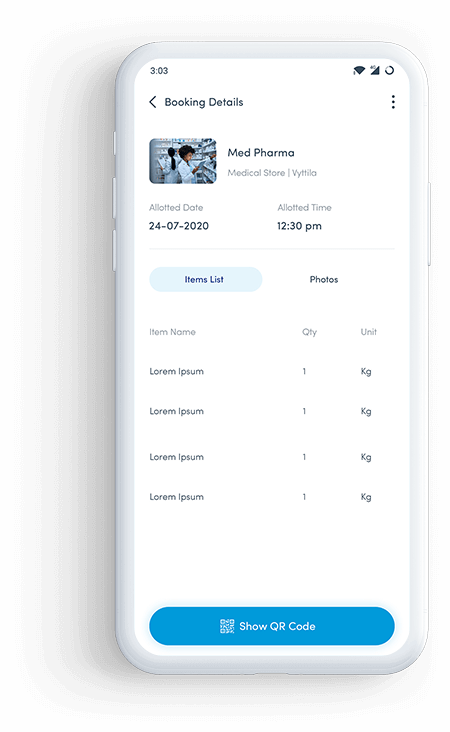 3:03
4G
Booking Details
Med Pharma
Medical Store | Vyttila
Allotted Date Allotted Time
24-07-2020 12:30 pm
Items List Photos
Item Name Qty Unit
Lorem Ipsum 1 Kg
Lorem Ipsum 1 Kg
Lorem Ipsum 1 Kg
Lorem Ipsum 1 Kg
Show QR Code